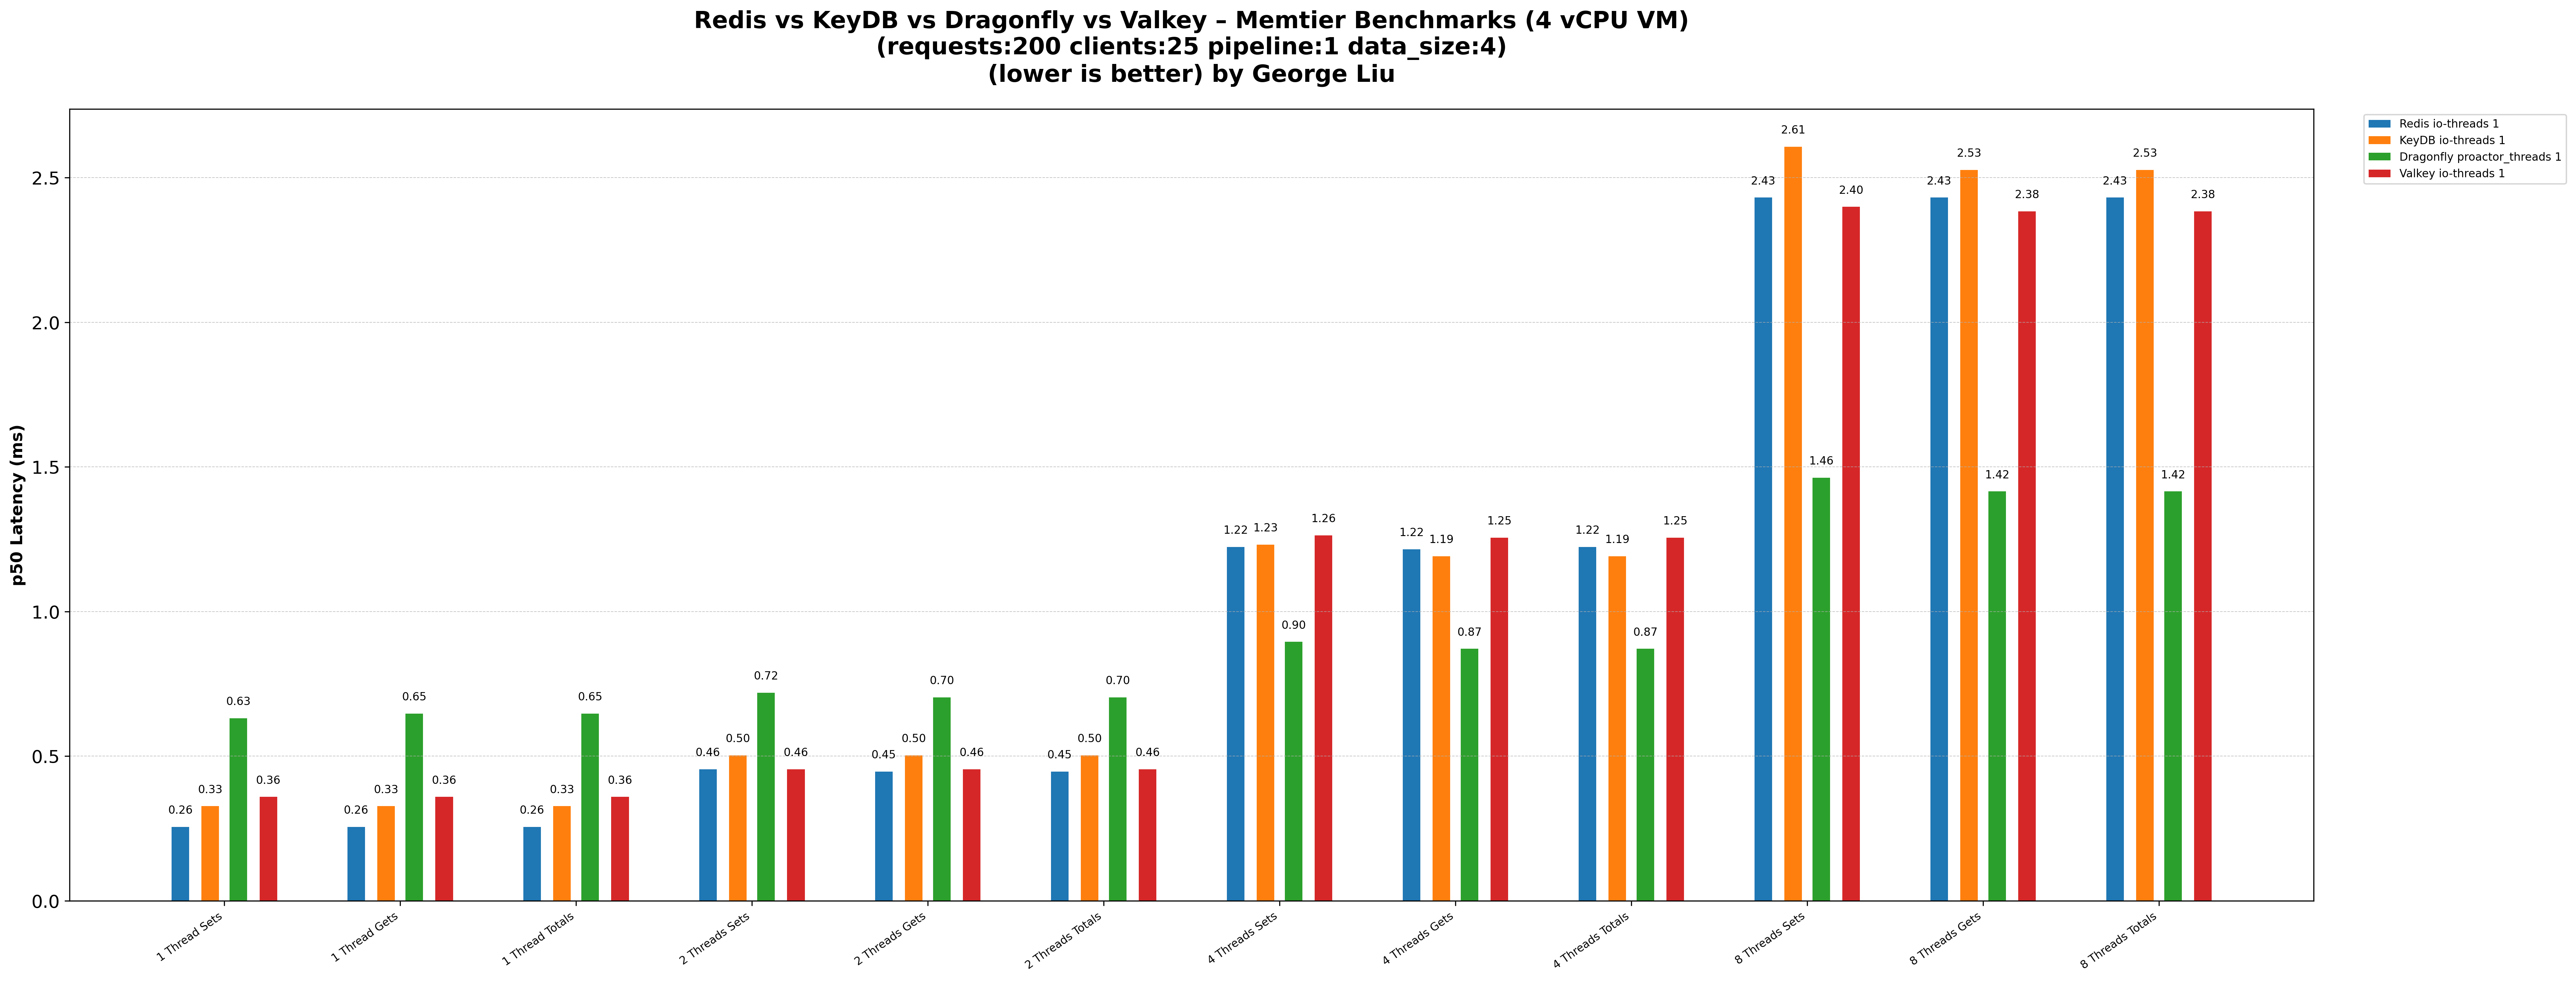 Redis vs KeyDB vs Dragonfly vs Valkey – Memtier Benchmarks (4 vCPU VM)
(requests:200 clients:25 pipeline:1 data_size:4)
(lower is better) by George Liu
Redis io-threads 1
KeyDB io-threads 1
Dragonfly proactor_threads 1
Valkey io-threads 1
p50 Latency (ms)
2.5
2.0
1.5
1.0
0.5
0.0
0.26 0.33 0.63 0.36
0.26 0.33 0.65 0.36
0.26 0.33 0.65 0.36
0.46 0.50 0.72 0.46
0.45 0.50 0.70 0.46
0.45 0.50 0.70 0.46
1.22 1.23 0.90 1.26
1.22 1.19 0.87 1.25
1.22 1.19 0.87 1.25
2.43 2.61 1.46 2.40
2.43 2.53 1.42 2.38
2.43 2.53 1.42 2.38
1 Thread Sets
1 Thread Gets
1 Thread Totals
2 Threads Sets
2 Threads Gets
2 Threads Totals
4 Threads Sets
4 Threads Gets
4 Threads Totals
8 Threads Sets
8 Threads Gets
8 Threads Totals